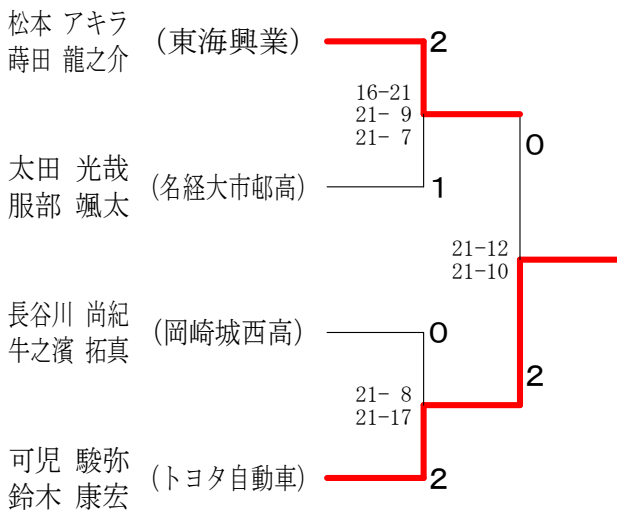 松本 アキラ
蒔田 龍之介
(東海興業)
2
16-21
21- 9
21- 7
0
太田 光哉
服部 颯太
(名経大市邨高)
1
21-12
21-10
長谷川 尚紀
牛之濱 拓真
(岡崎城西高)
0
21- 8
21-17
2
可児 駿弥
鈴木 康宏
(トヨタ自動車)
2